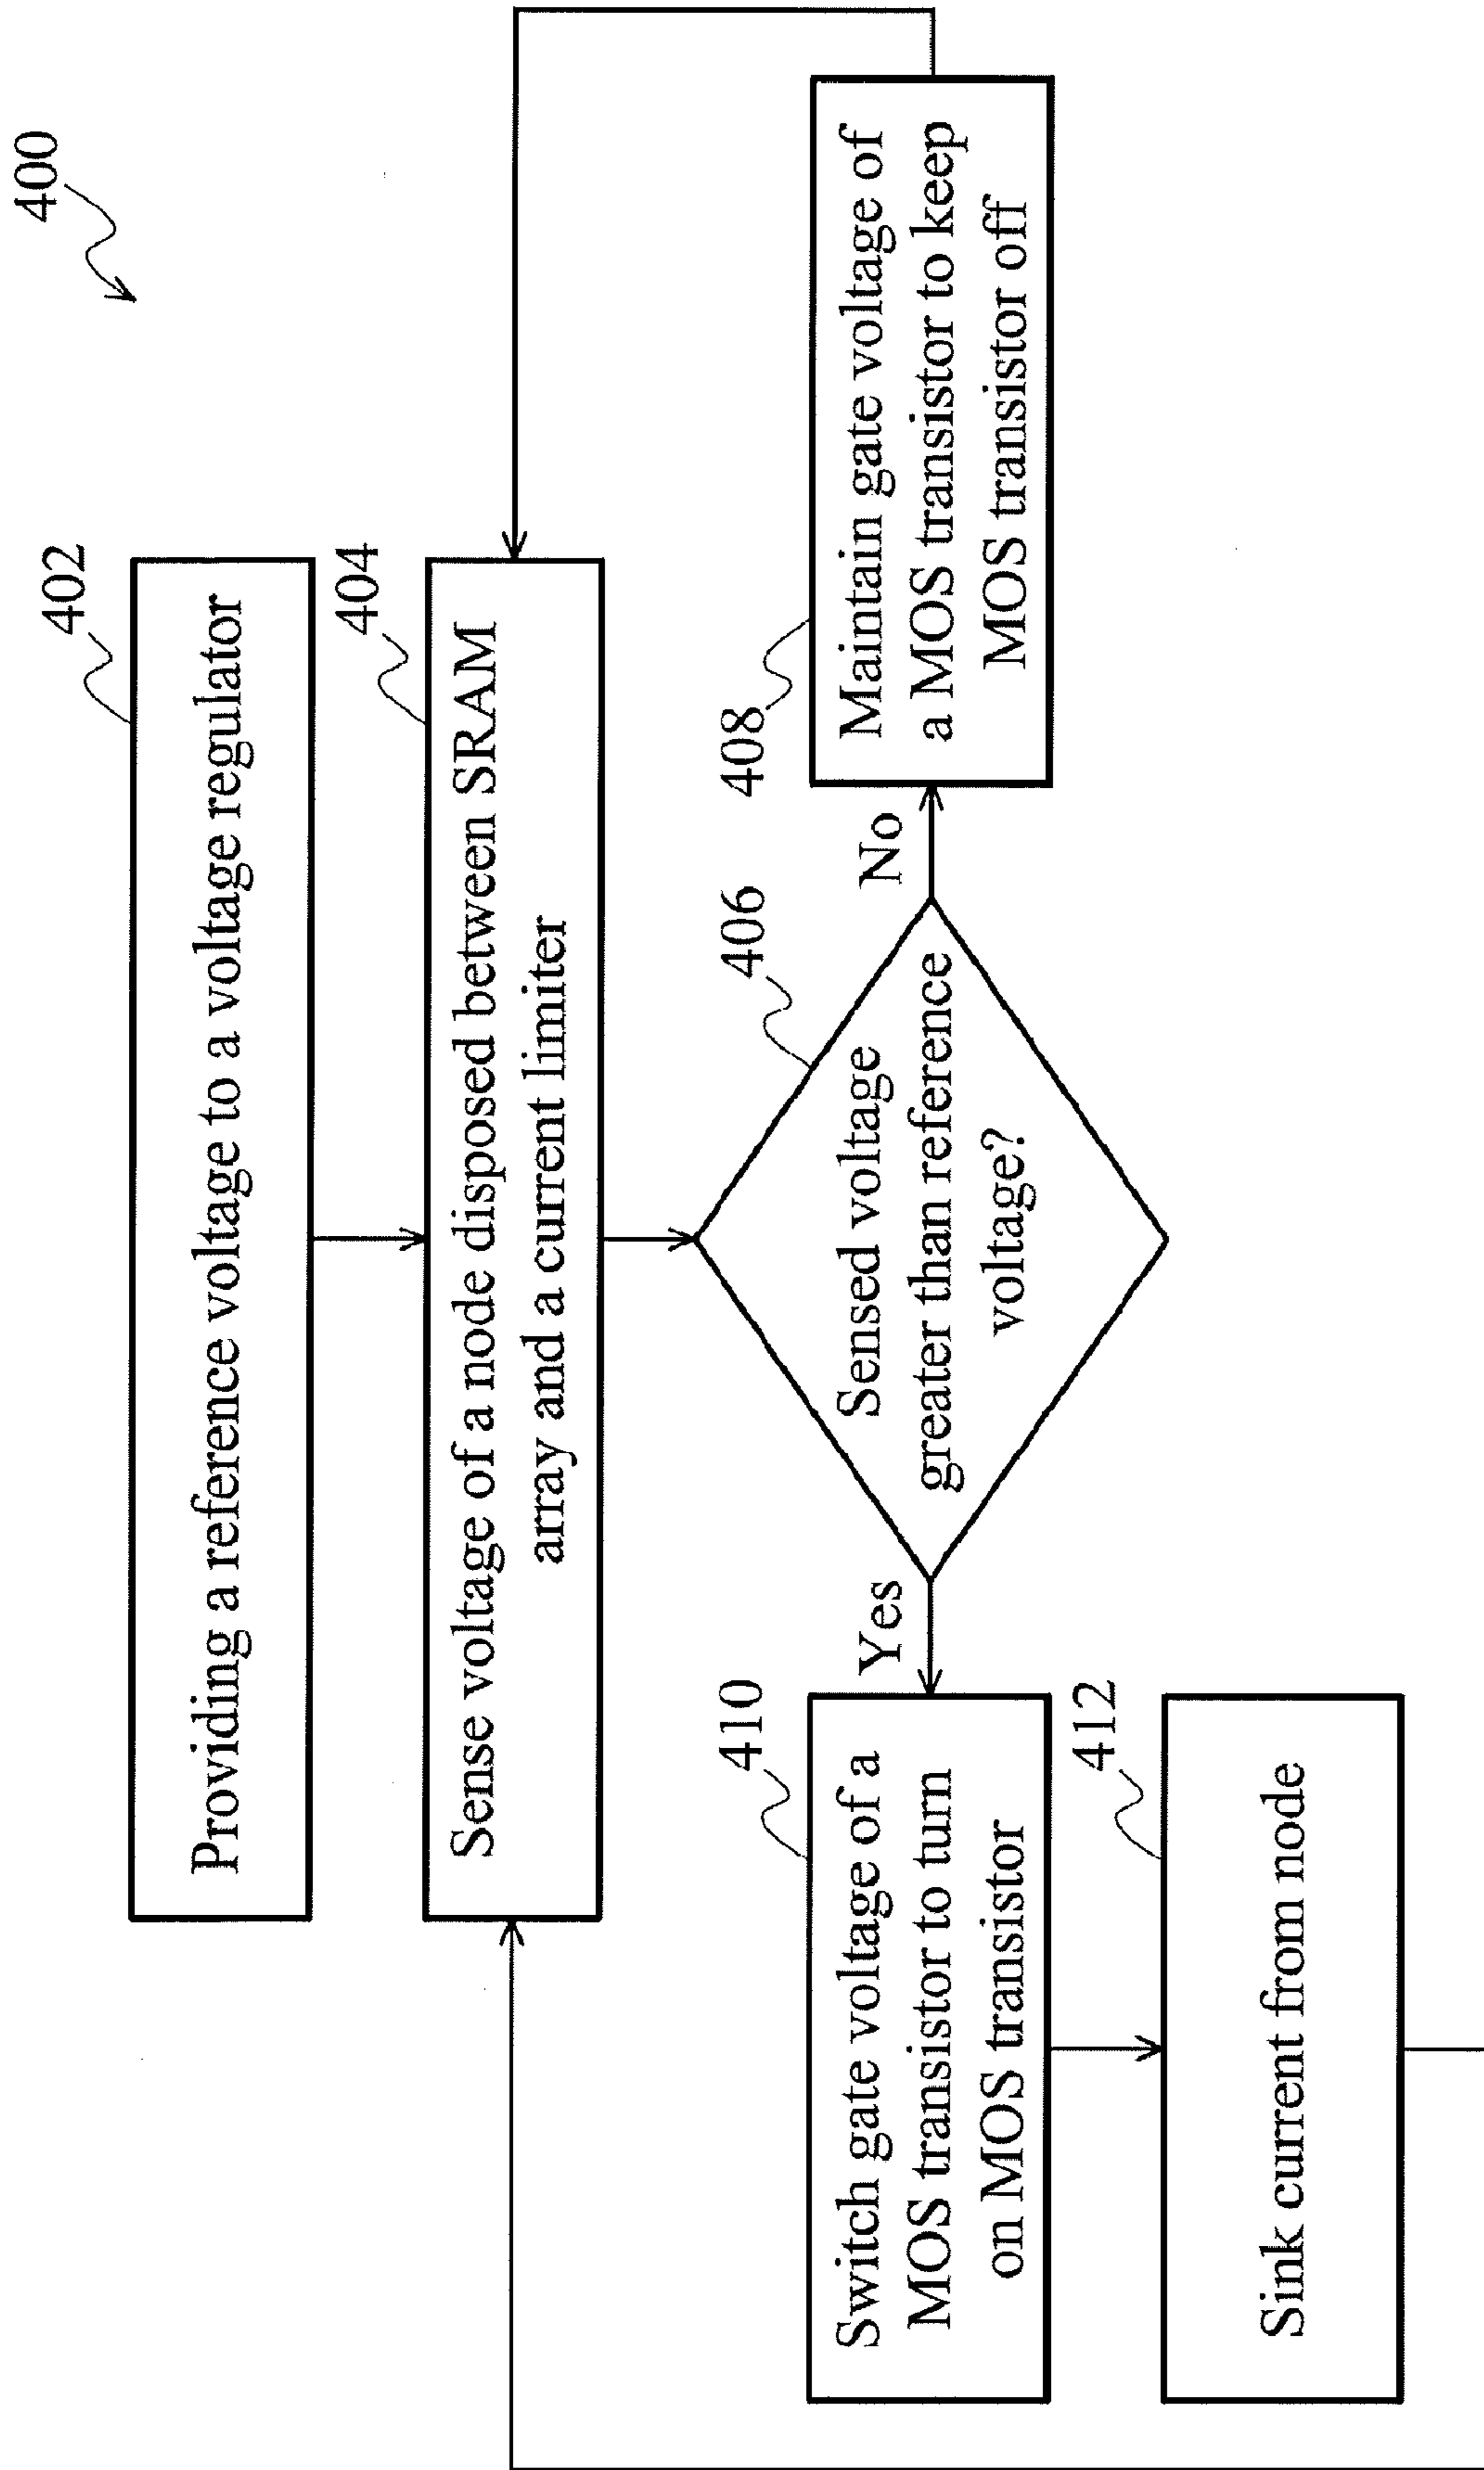 400
402
Providing a reference voltage to a voltage regulator
404
Sense voltage of a node disposed between SRAM
array and a current limiter
406
Sensed voltage
greater than reference
voltage?
Yes
No
410
Switch gate voltage of a
MOS transistor to turn
on MOS transistor
408
Maintain gate voltage of
a MOS transistor to keep
MOS transistor off
412
Sink current from node